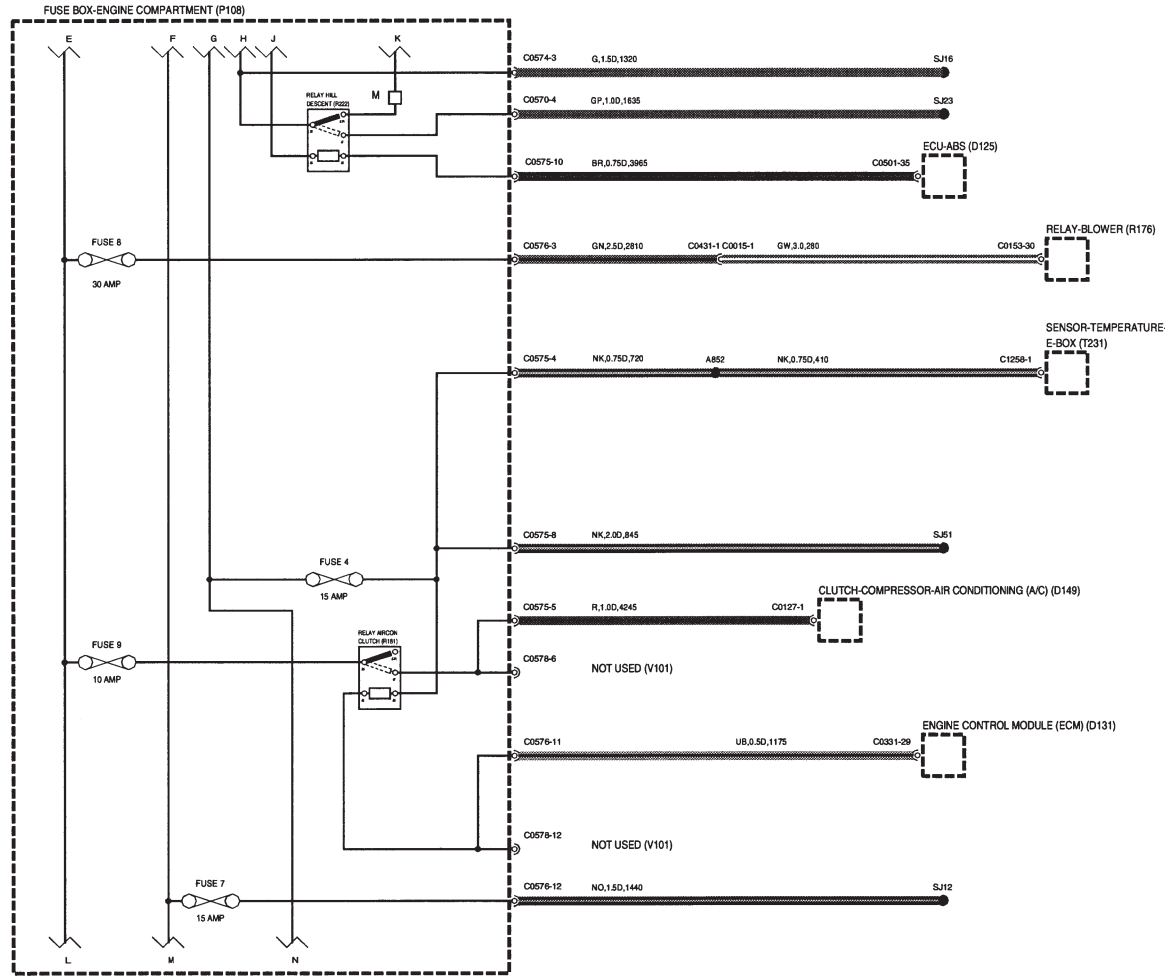 FUSE BOX-ENGINE COMPARTMENT (P108)
E F G H J K
C0574-3 G,1.5D,1320 SJ16
RELAY HILL
DESCENT (R222)
M
C0570-4 GP,1.0D,1635 SJ23
ECU-ABS (D125)
C0575-10 BR,0.75D,3965 C0501-35
RELAY-BLOWER (R176)
FUSE 8
C0576-3 GN,2.5D,2810 C0431-1 C0015-1 GW,3.0,280 C0153-30
30 AMP
SENSOR-TEMPERATURE-
E-BOX (T231)
C0575-4 NK,0.75D,720 A852 NK,0.75D,410 C1258-1
C0575-8 NK,2.0D,845 SJ51
FUSE 4
15 AMP
CLUTCH-COMPRESSOR-AIR CONDITIONING (A/C) (D149)
C0575-5 R,1.0D,4245 C0127-1
RELAY AIRCON
CLUTCH (R181)
FUSE 9
10 AMP
C0578-6 NOT USED (V101)
ENGINE CONTROL MODULE (ECM) (D131)
C0576-11 UB,0.5D,1175 C0331-29
C0578-12 NOT USED (V101)
FUSE 7
15 AMP
C0576-12 NO,1.5D,1440 SJ12
L M N